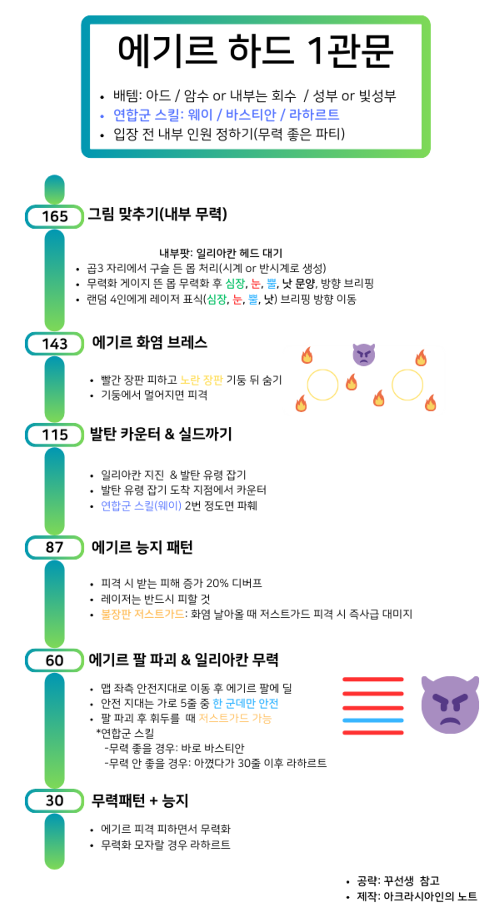 에기르 하드 1관문
• 배템: 아드 / 암수 or 내부는 회수 / 성부 or 빛성부
• 연합군 스킬: 웨이 / 바스티안 / 라하르트
• 입장 전 내부 인원 정하기(무력 좋은 파티)
165 그림 맞추기(내부 무력)
내부팟: 일리아칸 헤드 대기
• 곱3 자리에서 구슬 든 몹 처리(시계 or 반시계로 생성)
• 무력화 게이지 뜬 몹 무력화 후 심장, 눈, 뿔, 낫 문양, 방향 브리핑
• 랜덤 4인에게 레이저 표식(심장, 눈, 뿔, 낫) 브리핑 방향 이동
143 에기르 화염 브레스
• 빨간 장판 피하고 노란 장판 기둥 뒤 숨기
• 기둥에서 멀어지면 피격
115 발탄 카운터 & 실드까기
• 일리아칸 지진 & 발탄 유령 잡기
• 발탄 유령 잡기 도착 지점에서 카운터
• 연합군 스킬(웨이) 2번 정도면 파훼
87 에기르 능지 패턴
• 피격 시 받는 피해 증가 20% 디버프
• 레이저는 반드시 피할 것
• 불장판 저스트가드: 화염 날아올 때 저스트가드 피격 시 즉사급 대미지
60 에기르 팔 파괴 & 일리아칸 무력
• 맵 좌측 안전지대로 이동 후 에기르 팔에 딜
• 안전 지대는 가로 5줄 중 한 군데만 안전
• 팔 파괴 후 휘두를 때 저스트가드 가능
*연합군 스킬
-무력 좋을 경우: 바로 바스티안
-무력 안 좋을 경우: 아꼈다가 30줄 이후 라하르트
30 무력패턴 + 능지
• 에기르 피격 피하면서 무력화
• 무력화 모자랄 경우 라하르트
• 공략: 꾸선생 참고
• 제작: 아크라시아인의 노트